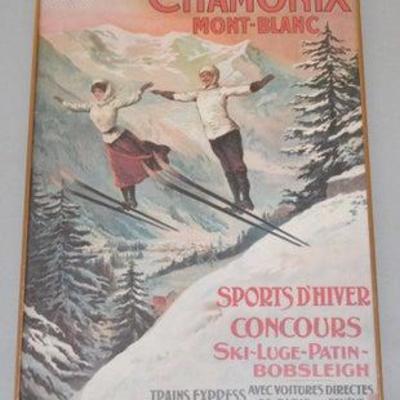 CHAMONIX
MONT-BLANC
SPORTS D'HIVER
CONCOURS
SKI-LUGE-PATIN-
BOBSLEIGH
TRAINS EXPRESS AVEC VOITURES DIRECTES